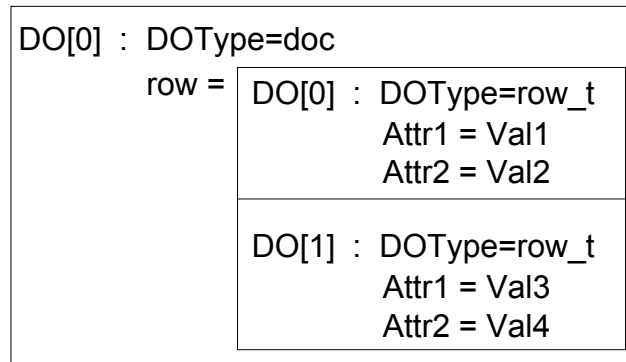 DO[0] : DOType=doc
row = DO[0] : DOType=row_t
Attr1 = Val1
Attr2 = Val2
DO[1] : DOType=row_t
Attr1 = Val3
Attr2 = Val4